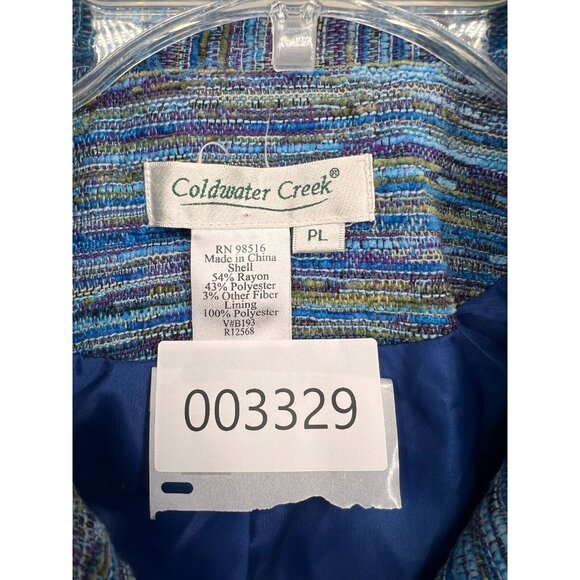 Coldwater Creek®
PL
RN 98516
Made in China
Shell
54% Rayon
43% Polyester
3% Other Fiber
Lining
100% Polyester
V#B193
R12568
003329